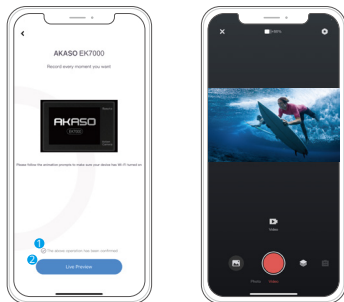 AKASO EK7000
Record every moment you want
AKASO
EK7000
Please follow the animation prompts to make sure your device has Wi-Fi turned on
1
The above operation has been confirmed
2
Live Preview
Video
Photo
Video